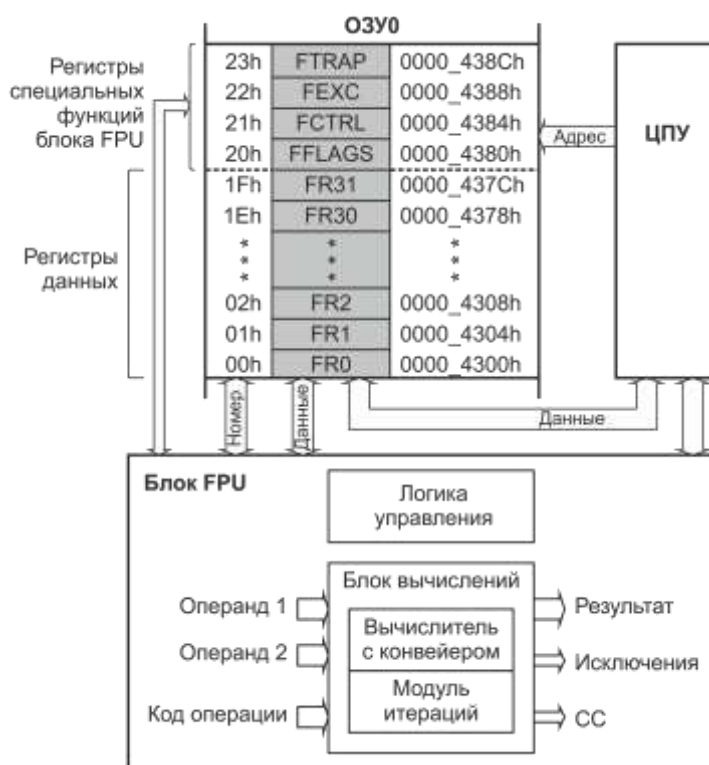 ОЗУ0
Регистры
специальных
функций
блока FPU
23h FTRAP 0000_438Ch
22h FEXC 0000_4388h
21h FCTRL 0000_4384h
20h FFLAGS 0000_4380h
Адрес
ЦПУ
Регистры
данных
1Fh FR31 0000_437Ch
1Eh FR30 0000_4378h
* * *
* * *
* * *
02h FR2 0000_4308h
01h FR1 0000_4304h
00h FR0 0000_4300h
Номер
Данные
Данные
Блок FPU
Логика
управления
Блок вычислений
Вычислитель
с конвейером
Модуль
итераций
Операнд 1
Операнд 2
Код операции
Результат
Исключения
СС